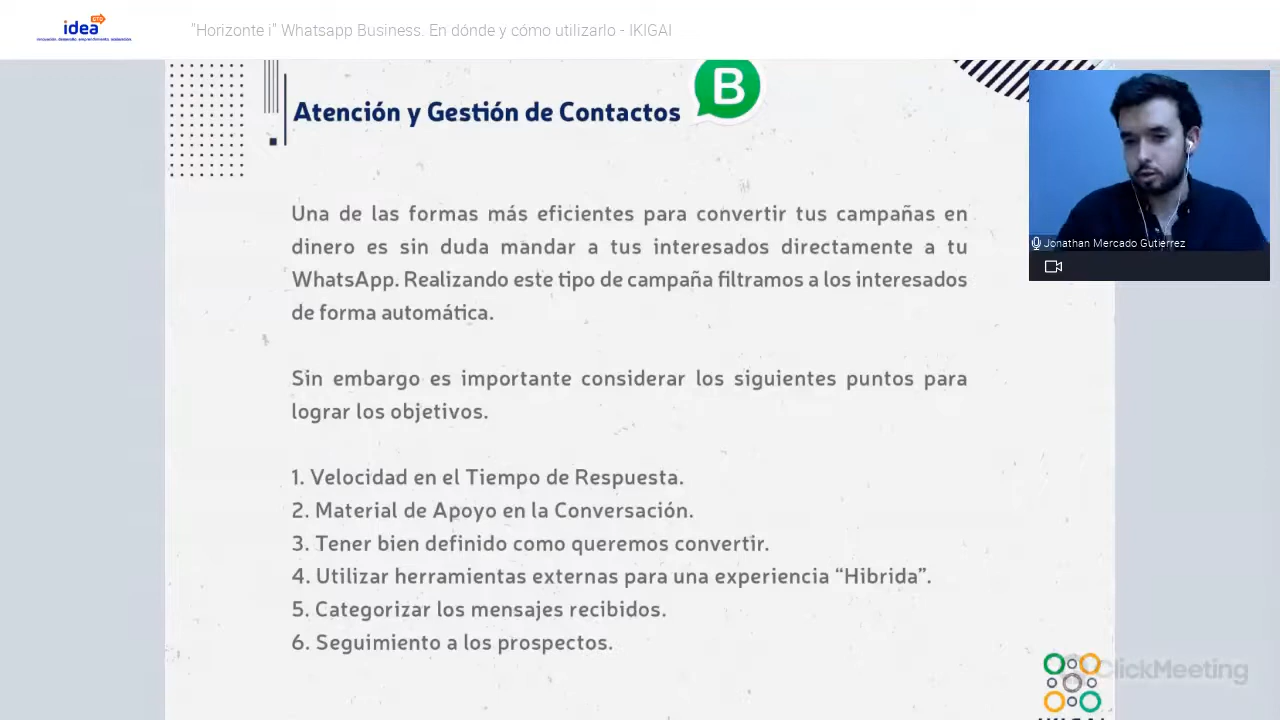 idea
GTO
"Horizonte i" Whatsapp Business. En dónde y cómo utilizarlo - IKIGAI
Atención y Gestión de Contactos
B
Jonathan Mercado Gutierrez
Una de las formas más eficientes para convertir tus campañas en
dinero es sin duda mandar a tus interesados directamente a tu
WhatsApp. Realizando este tipo de campaña filtramos a los interesados
de forma automática.
Sin embargo es importante considerar los siguientes puntos para
lograr los objetivos.
1. Velocidad en el Tiempo de Respuesta.
2. Material de Apoyo en la Conversación.
3. Tener bien definido como queremos convertir.
4. Utilizar herramientas externas para una experiencia “Hibrida”.
5. Categorizar los mensajes recibidos.
6. Seguimiento a los prospectos.
ClickMeeting
IKIGAI